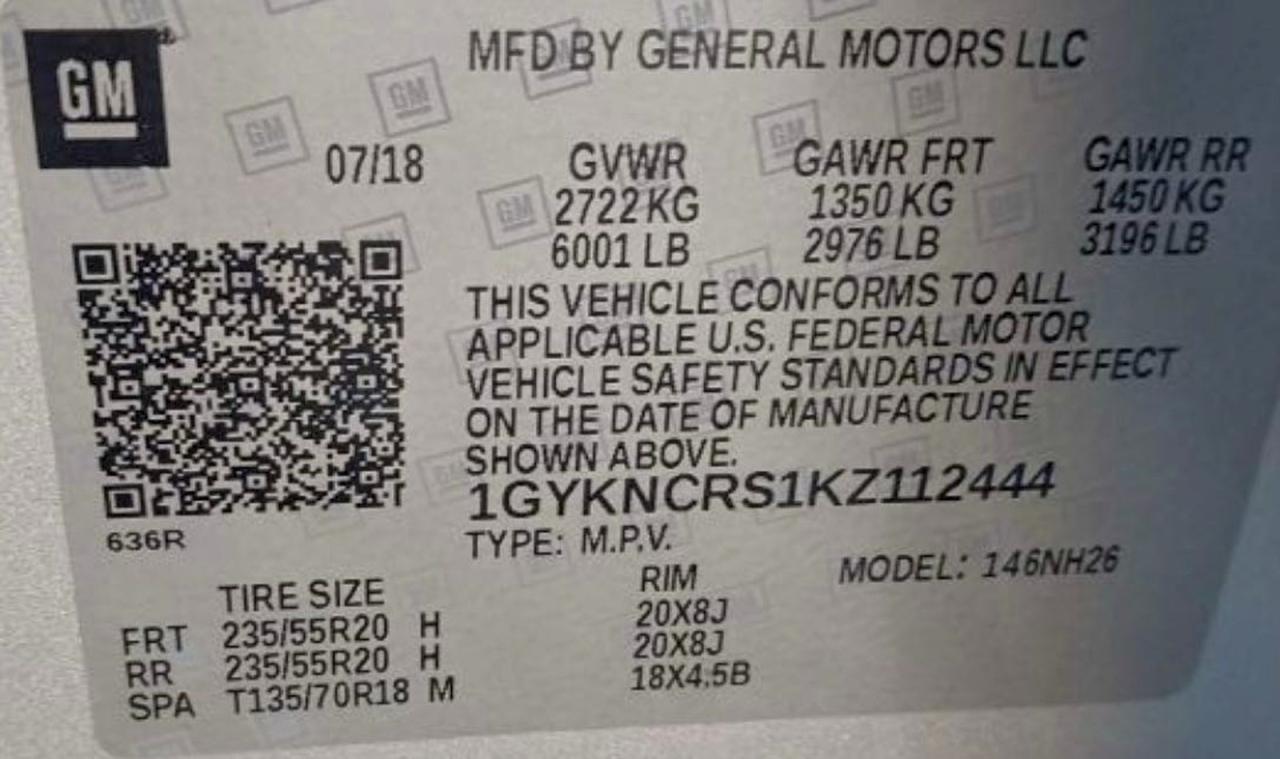 GM
MFD BY GENERAL MOTORS LLC
07/18 GVWR GAWR FRT GAWR RR
2722 KG 1350 KG 1450 KG
6001 LB 2976 LB 3196 LB
THIS VEHICLE CONFORMS TO ALL
APPLICABLE U.S. FEDERAL MOTOR
VEHICLE SAFETY STANDARDS IN EFFECT
ON THE DATE OF MANUFACTURE
SHOWN ABOVE.
1GYKNCRS1KZ112444
636R
TYPE: M.P.V. MODEL: 146NH26
TIRE SIZE RIM
FRT 235/55R20 H 20X8J
RR 235/55R20 H 20X8J
SPA T135/70R18 M 18X4.5B